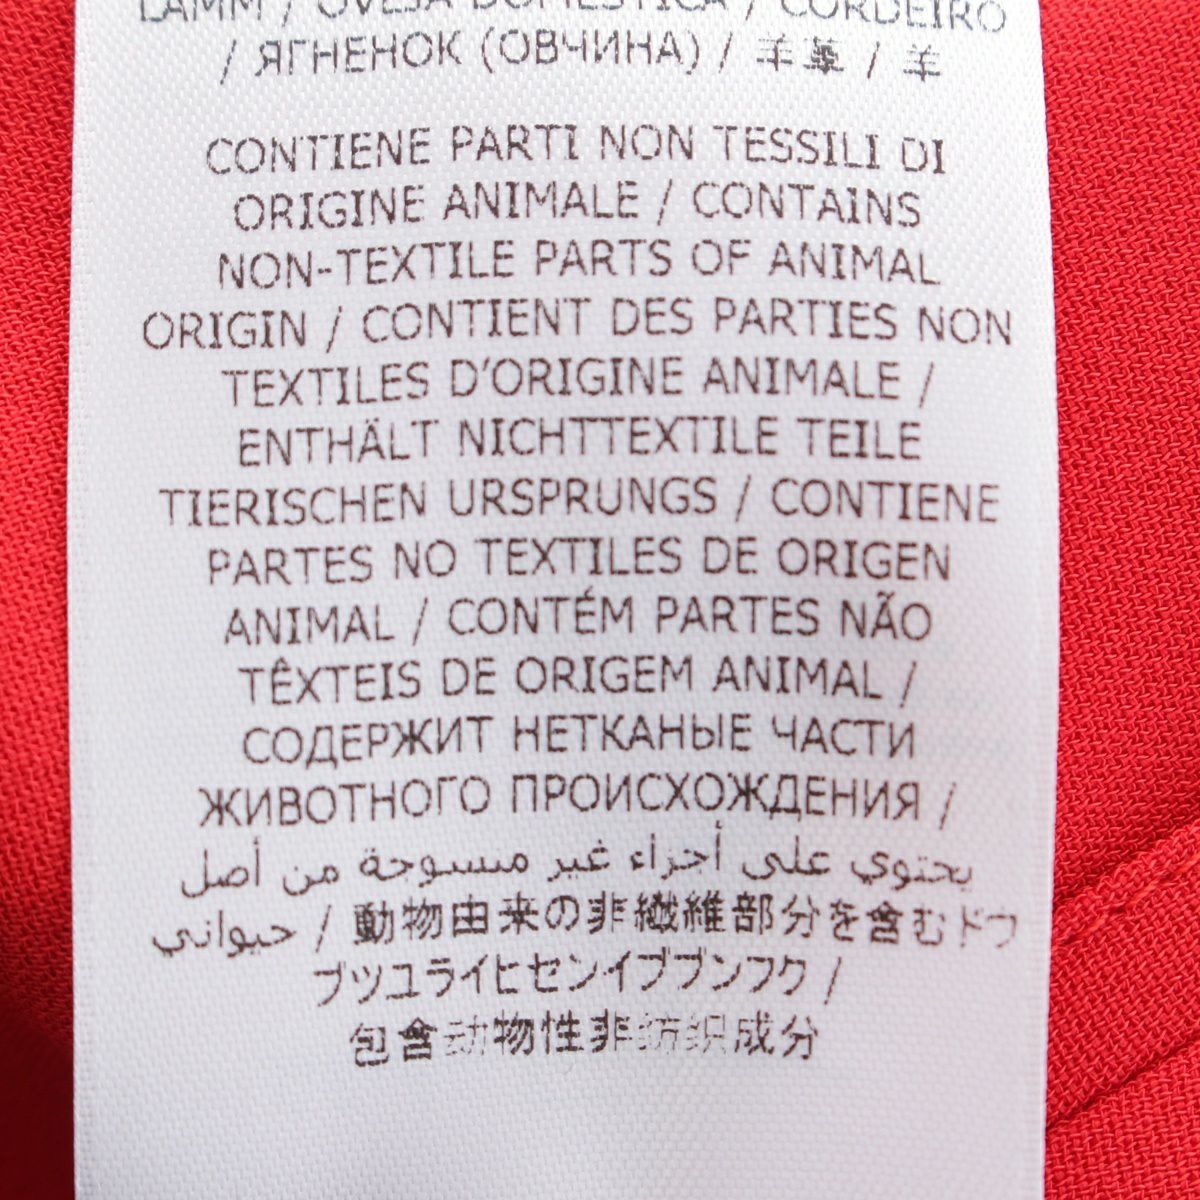 LAMM / OVEJA DOMESTICA / CORDEIRO
/ ЯГНЕНОК (ОВЧИНА) / 羊革 / 羊
CONTIENE PARTI NON TESSILI DI
ORIGINE ANIMALE / CONTAINS
NON-TEXTILE PARTS OF ANIMAL
ORIGIN / CONTIENT DES PARTIES NON
TEXTILES D'ORIGINE ANIMALE /
ENTHÄLT NICHTTEXTILE TEILE
TIERISCHEN URSPRUNGS / CONTIENE
PARTES NO TEXTILES DE ORIGEN
ANIMAL / CONTÉM PARTES NÃO
TÊXTEIS DE ORIGEM ANIMAL /
СОДЕРЖИТ НЕТКАНЫЕ ЧАСТИ
ЖИВОТНОГО ПРОИСХОЖДЕНИЯ /
يحتوي على أجزاء غير منسوجة من أصل
حيواني / 動物由来の非繊維部分を含むドウ
ブツユライヒセンイブブンフク /
包含动物性非纺织成分